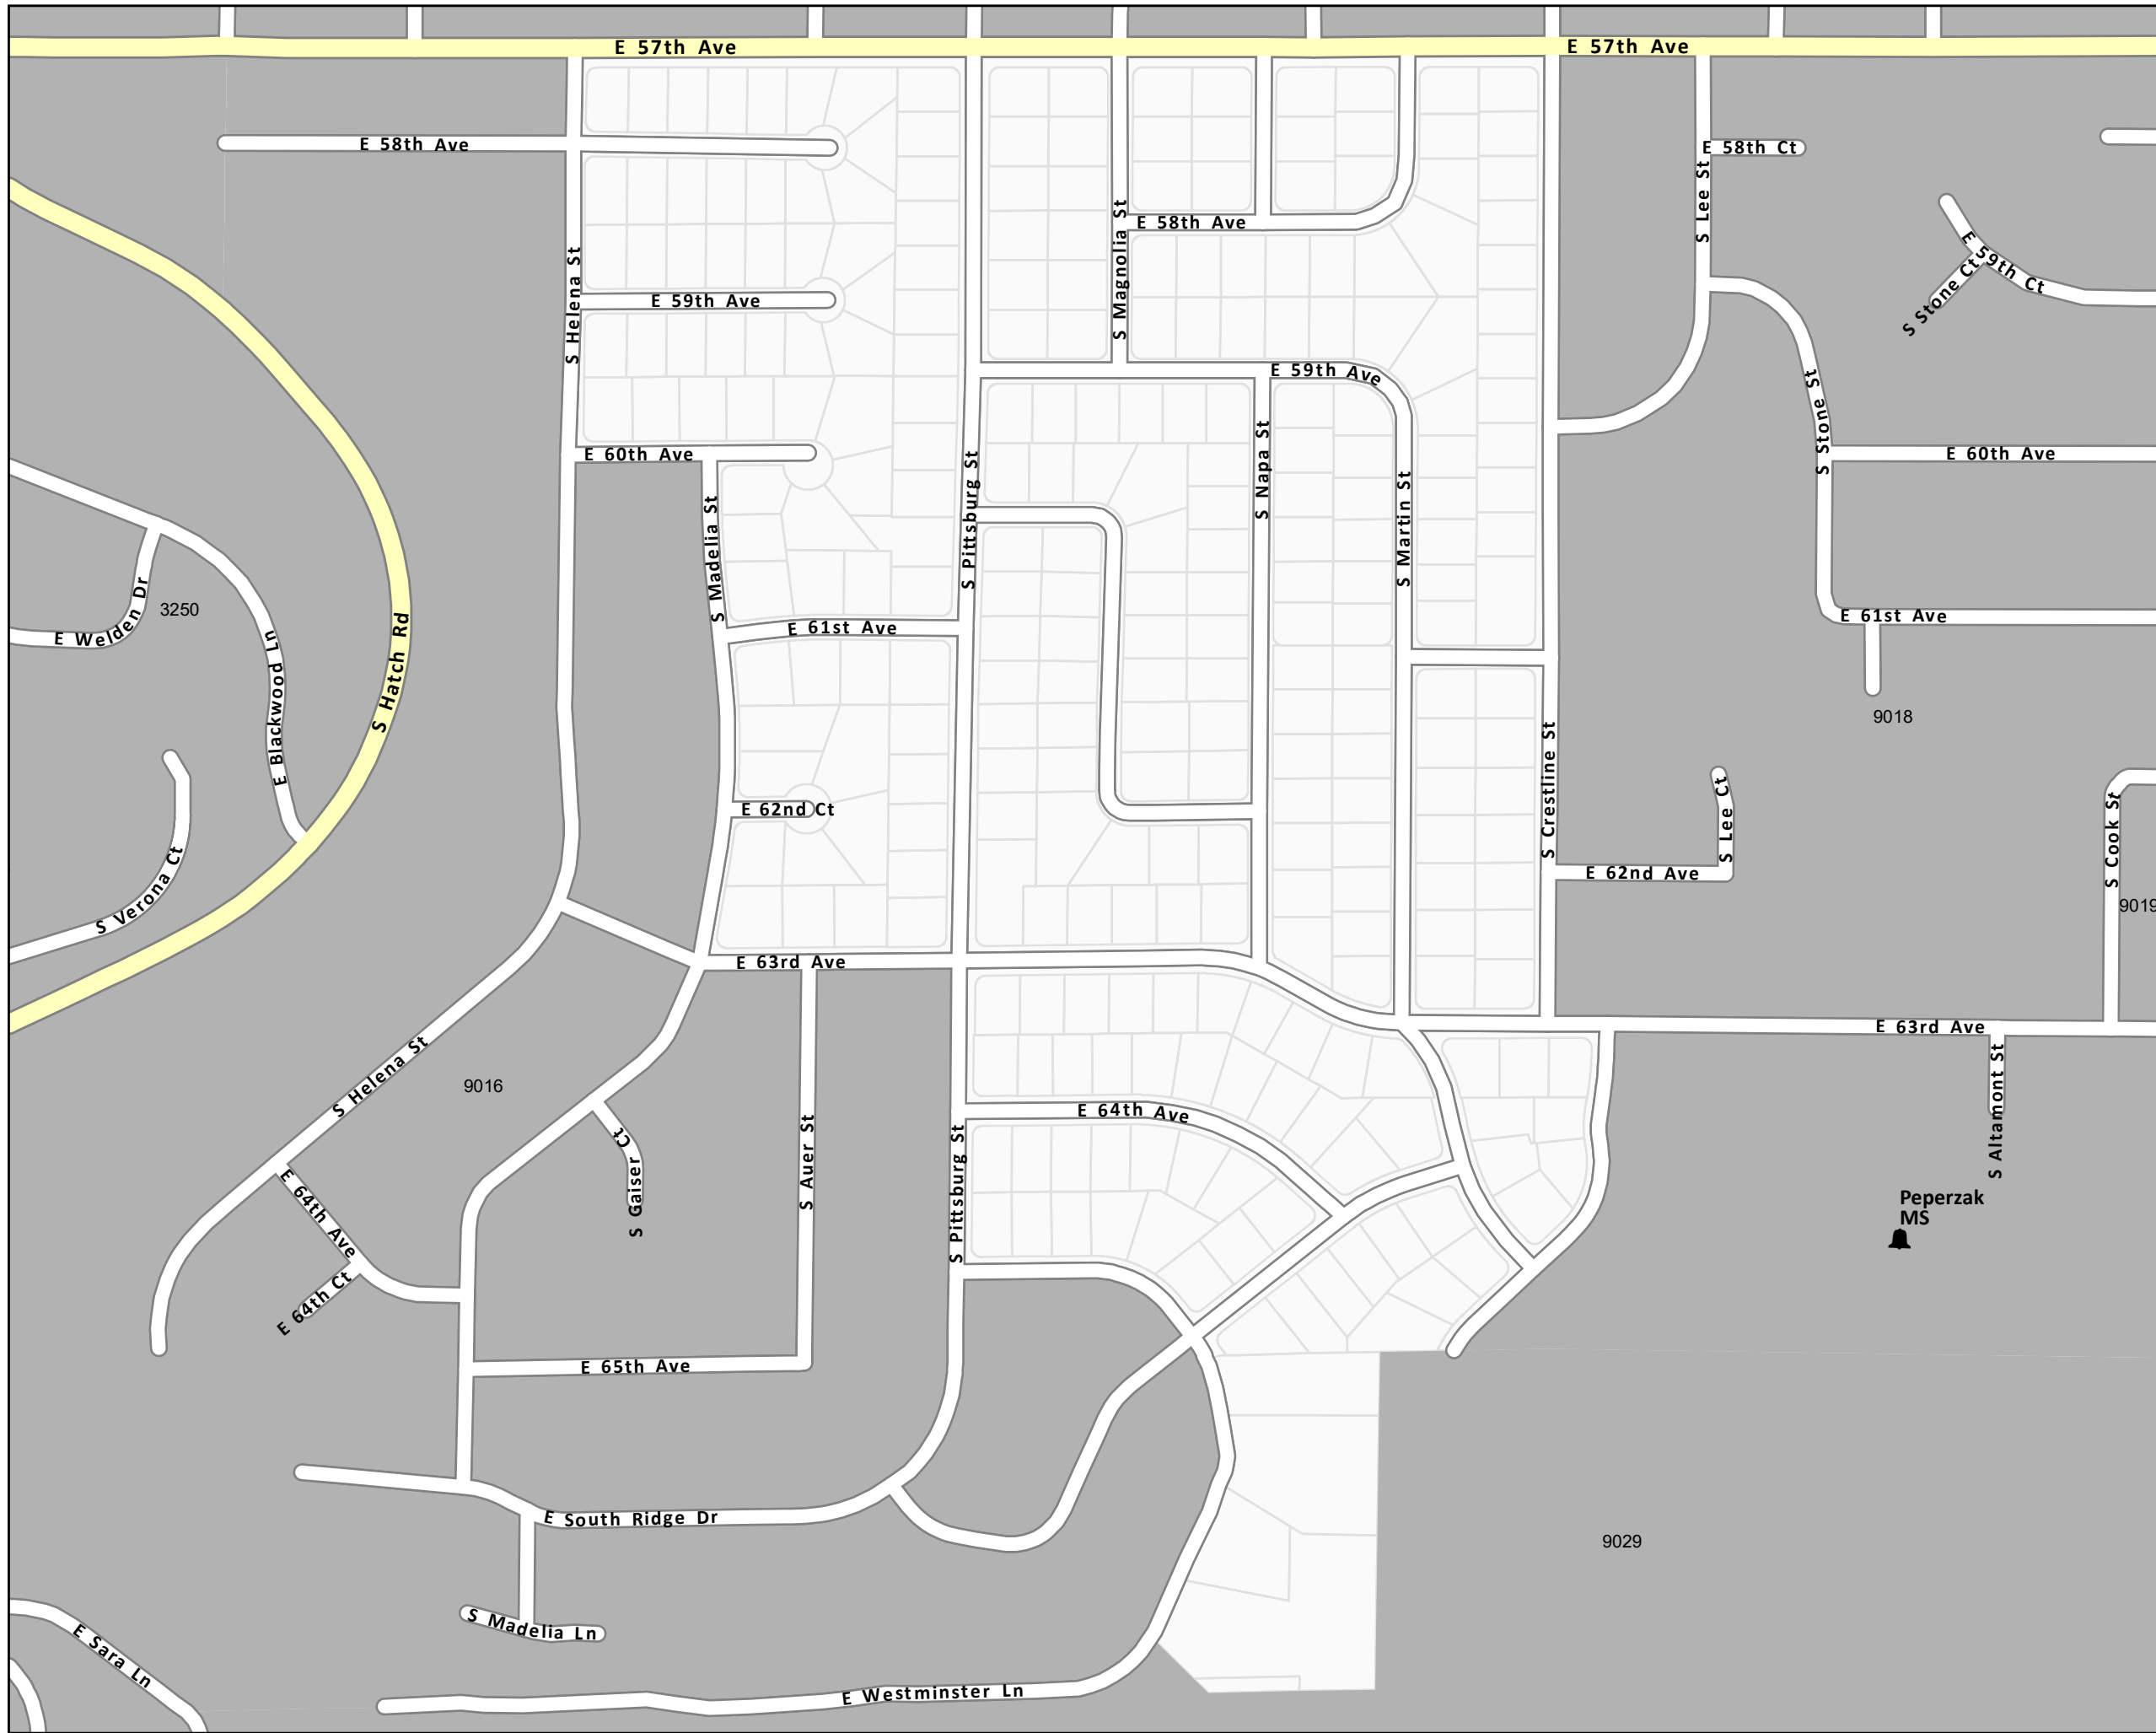 E 57th Ave
E 57th Ave
E 58th Ave
E 58th Ct
S Lee St
E 58th Ave
S Magnolia St
S Helena St
E 59th Ct
S Stone Ct
E 59th Ave
E 59th Ave
S Stone St
E 60th Ave
E 60th Ave
S Napa St
S Pittsburg St
S Martin St
S Madelia St
E Welden Dr
3250
E Blackwood Ln
S Hatch Rd
E 61st Ave
E 61st Ave
9018
S Crestline St
E 62nd Ct
S Lee Ct
E 62nd Ave
S Cook St
9019
S Verona Ct
E 63rd Ave
E 63rd Ave
S Helena St
9016
S Altamont St
E 64th Ave
S Gaiser Ct
S Auer St
S Pittsburg St
E 64th Ave
E 64th Ct
Peperzak
MS
E 65th Ave
E South Ridge Dr
9029
S Madelia Ln
E Sara Ln
E Westminster Ln